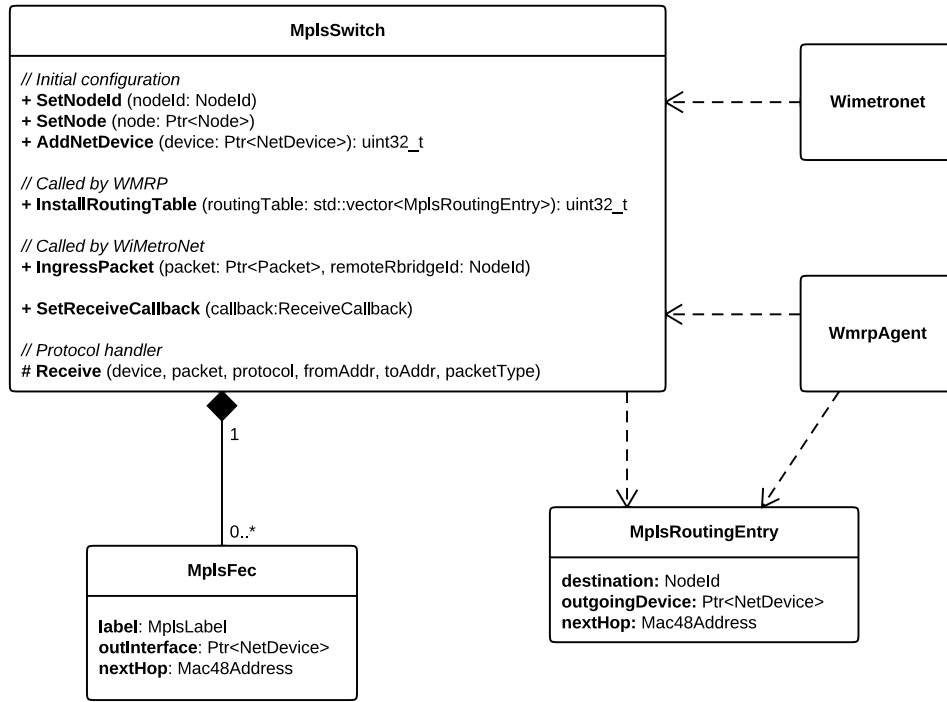 MplsSwitch
// Initial configuration
+ SetNodeId (nodeId: NodeId)
+ SetNode (node: Ptr<Node>)
+ AddNetDevice (device: Ptr<NetDevice>): uint32_t
// Called by WMRP
+ InstallRoutingTable (routingTable: std::vector<MplsRoutingEntry>): uint32_t
// Called by WiMetroNet
+ IngressPacket (packet: Ptr<Packet>, remoteRbridgeId: NodeId)
+ SetReceiveCallback (callback:ReceiveCallback)
// Protocol handler
# Receive (device, packet, protocol, fromAddr, toAddr, packetType)
Wimetronet
WmrpAgent
1
0..*
MplsFec
label: MplsLabel
outInterface: Ptr<NetDevice>
nextHop: Mac48Address
MplsRoutingEntry
destination: NodeId
outgoingDevice: Ptr<NetDevice>
nextHop: Mac48Address